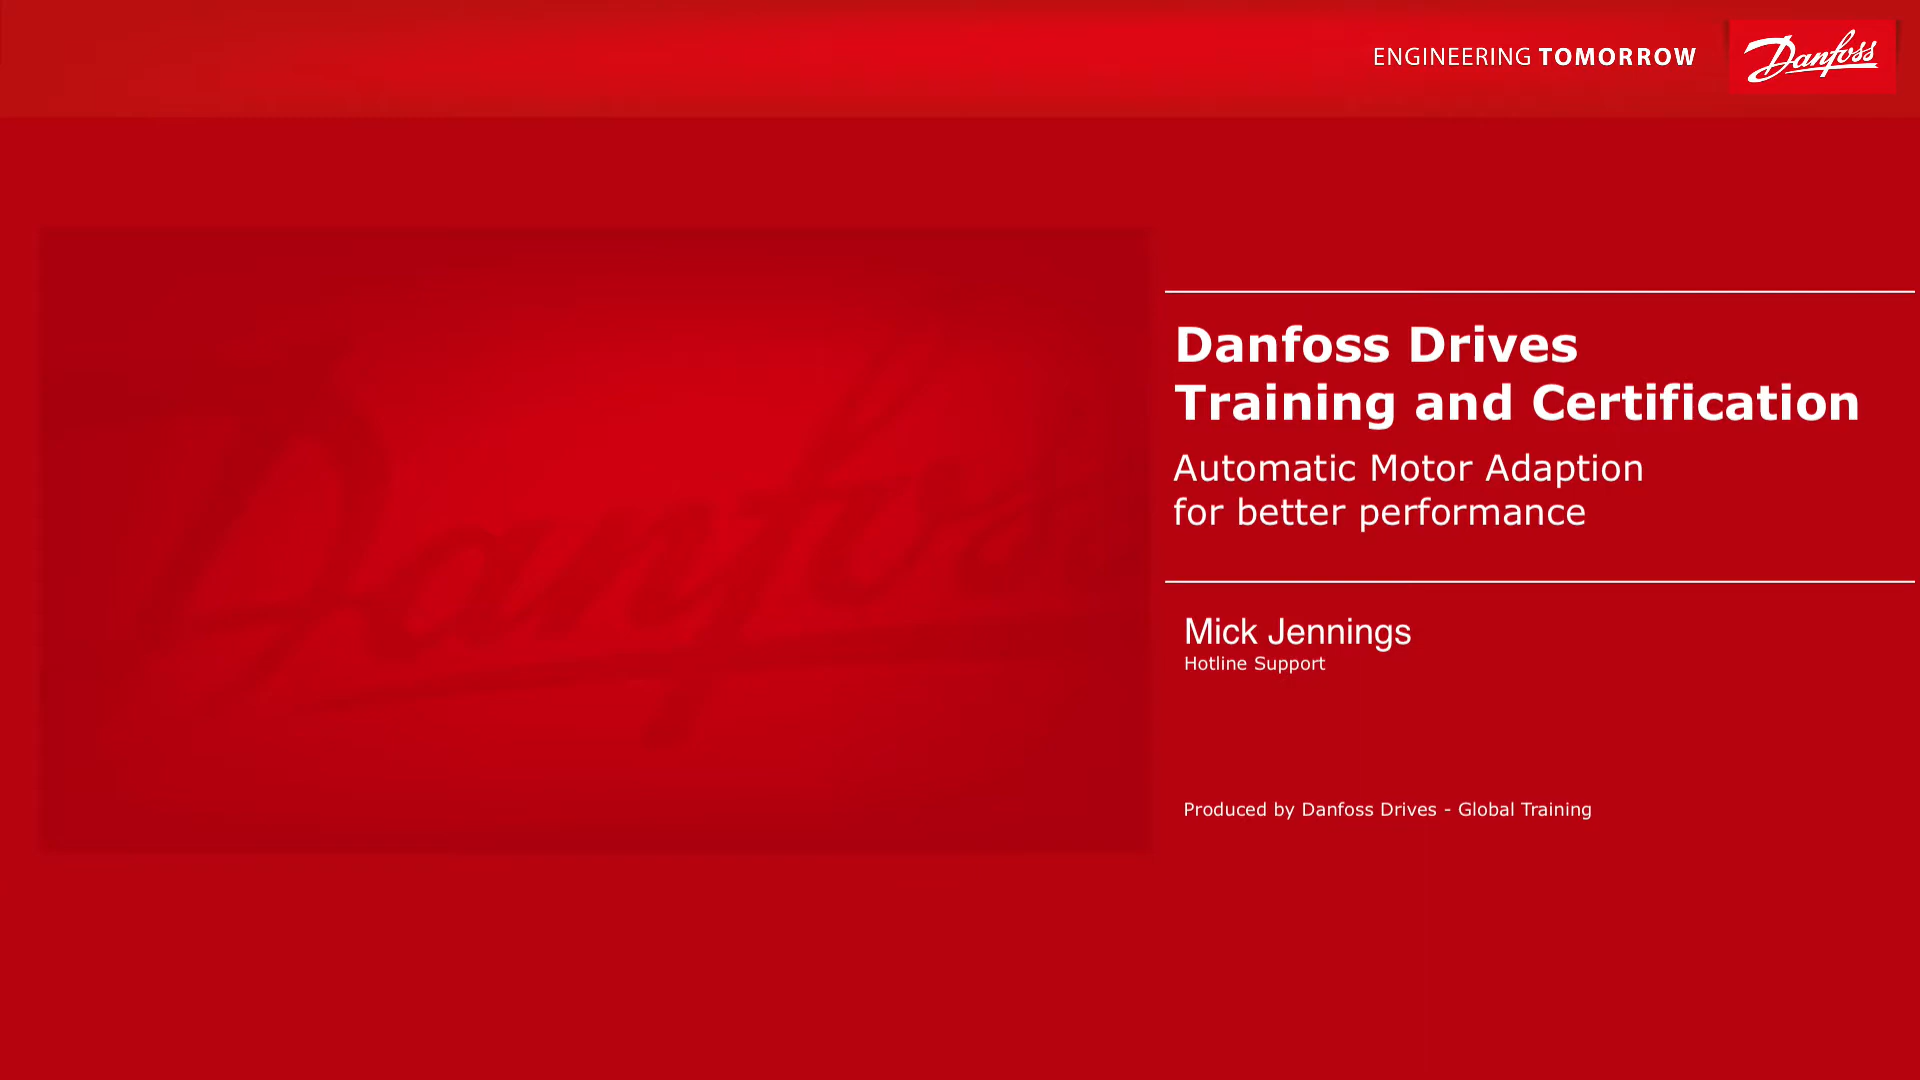 ENGINEERING TOMORROW
Danfoss
Danfoss
Danfoss Drives
Training and Certification
Automatic Motor Adaption
for better performance
Mick Jennings
Hotline Support
Produced by Danfoss Drives - Global Training